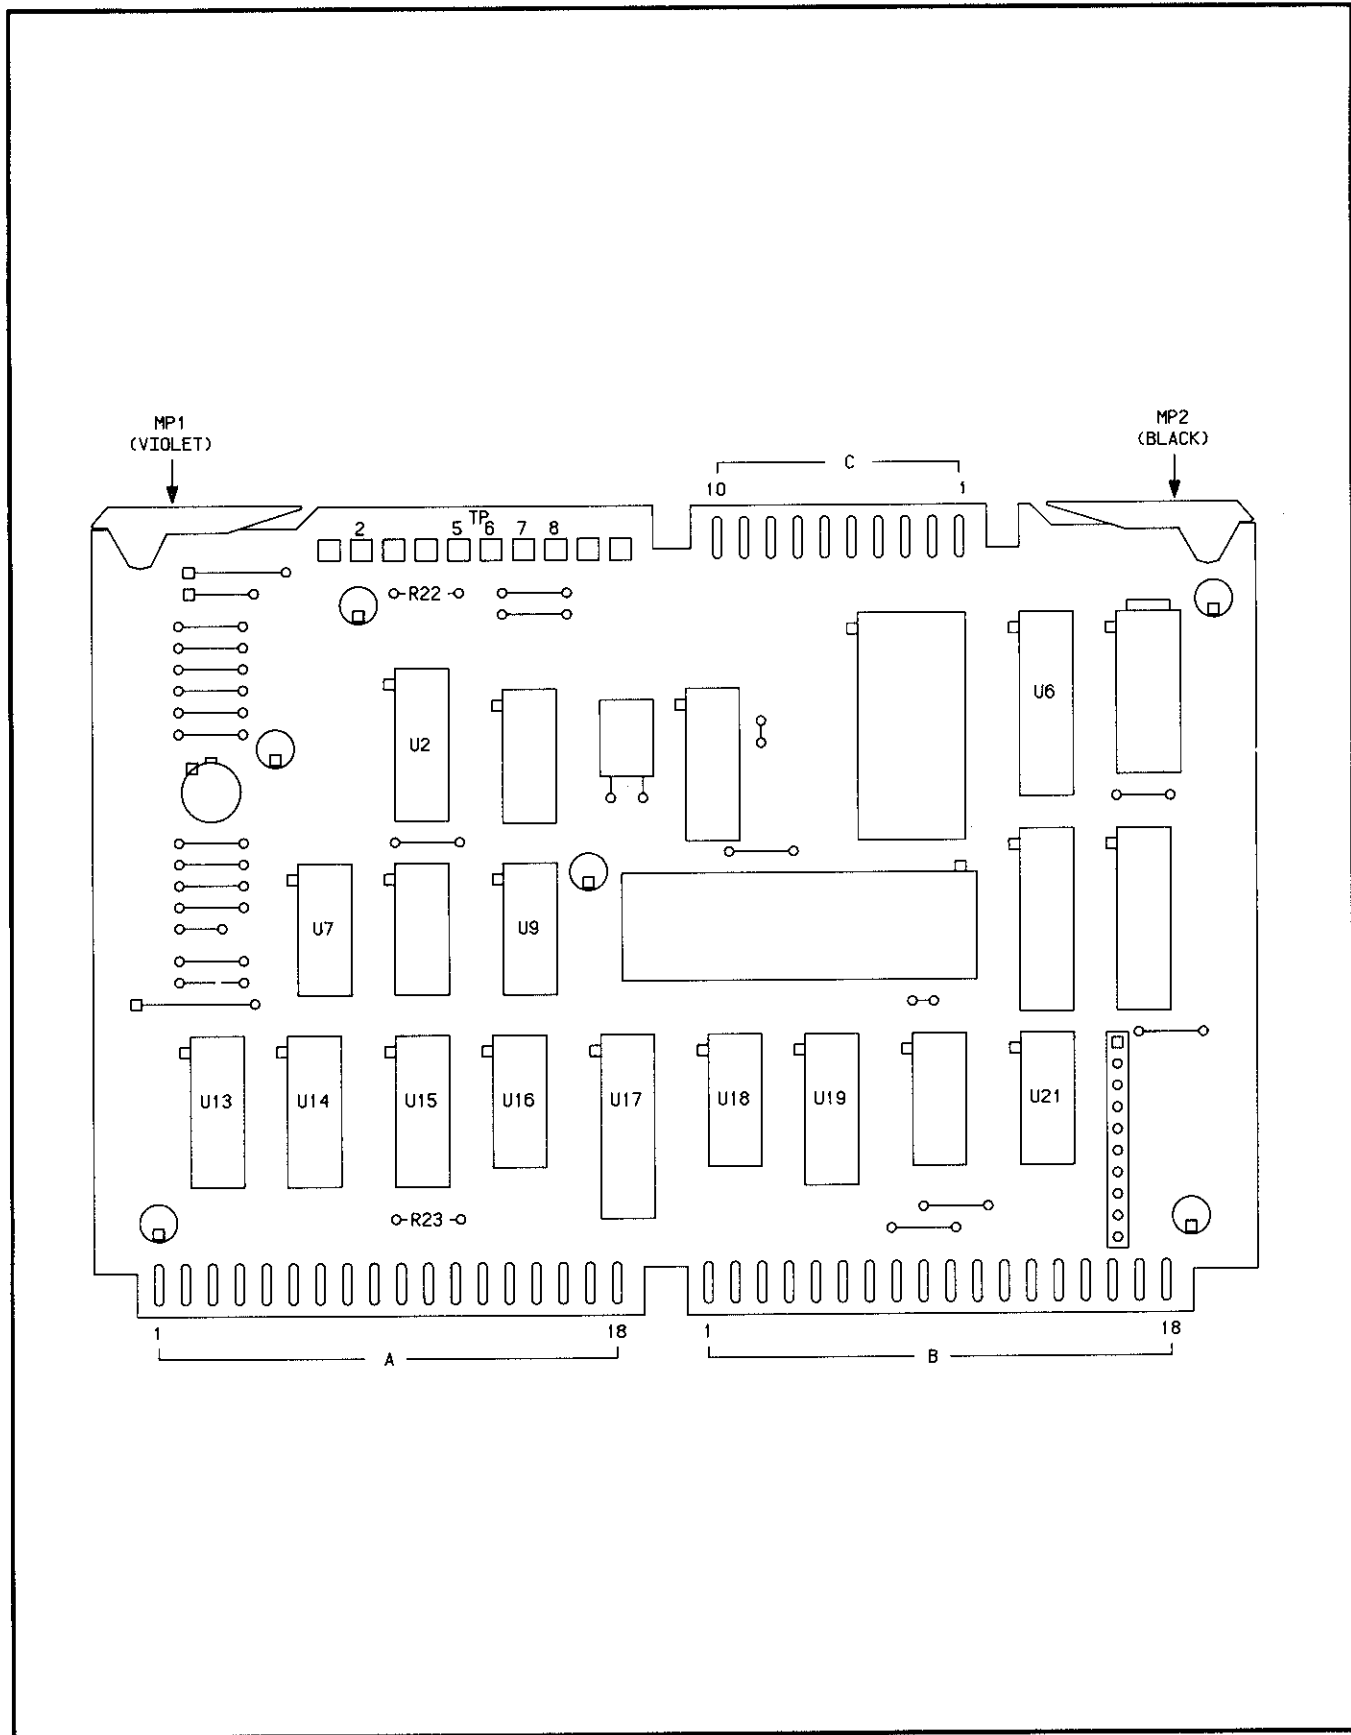 MP1
(VIOLET)
MP2
(BLACK)
C
10 1
TP
2 5 6 7 8
R22
U6
U2
U7 U9
U13 U14 U15 U16 U17 U18 U19 U21
R23
1 18 1 18
A B